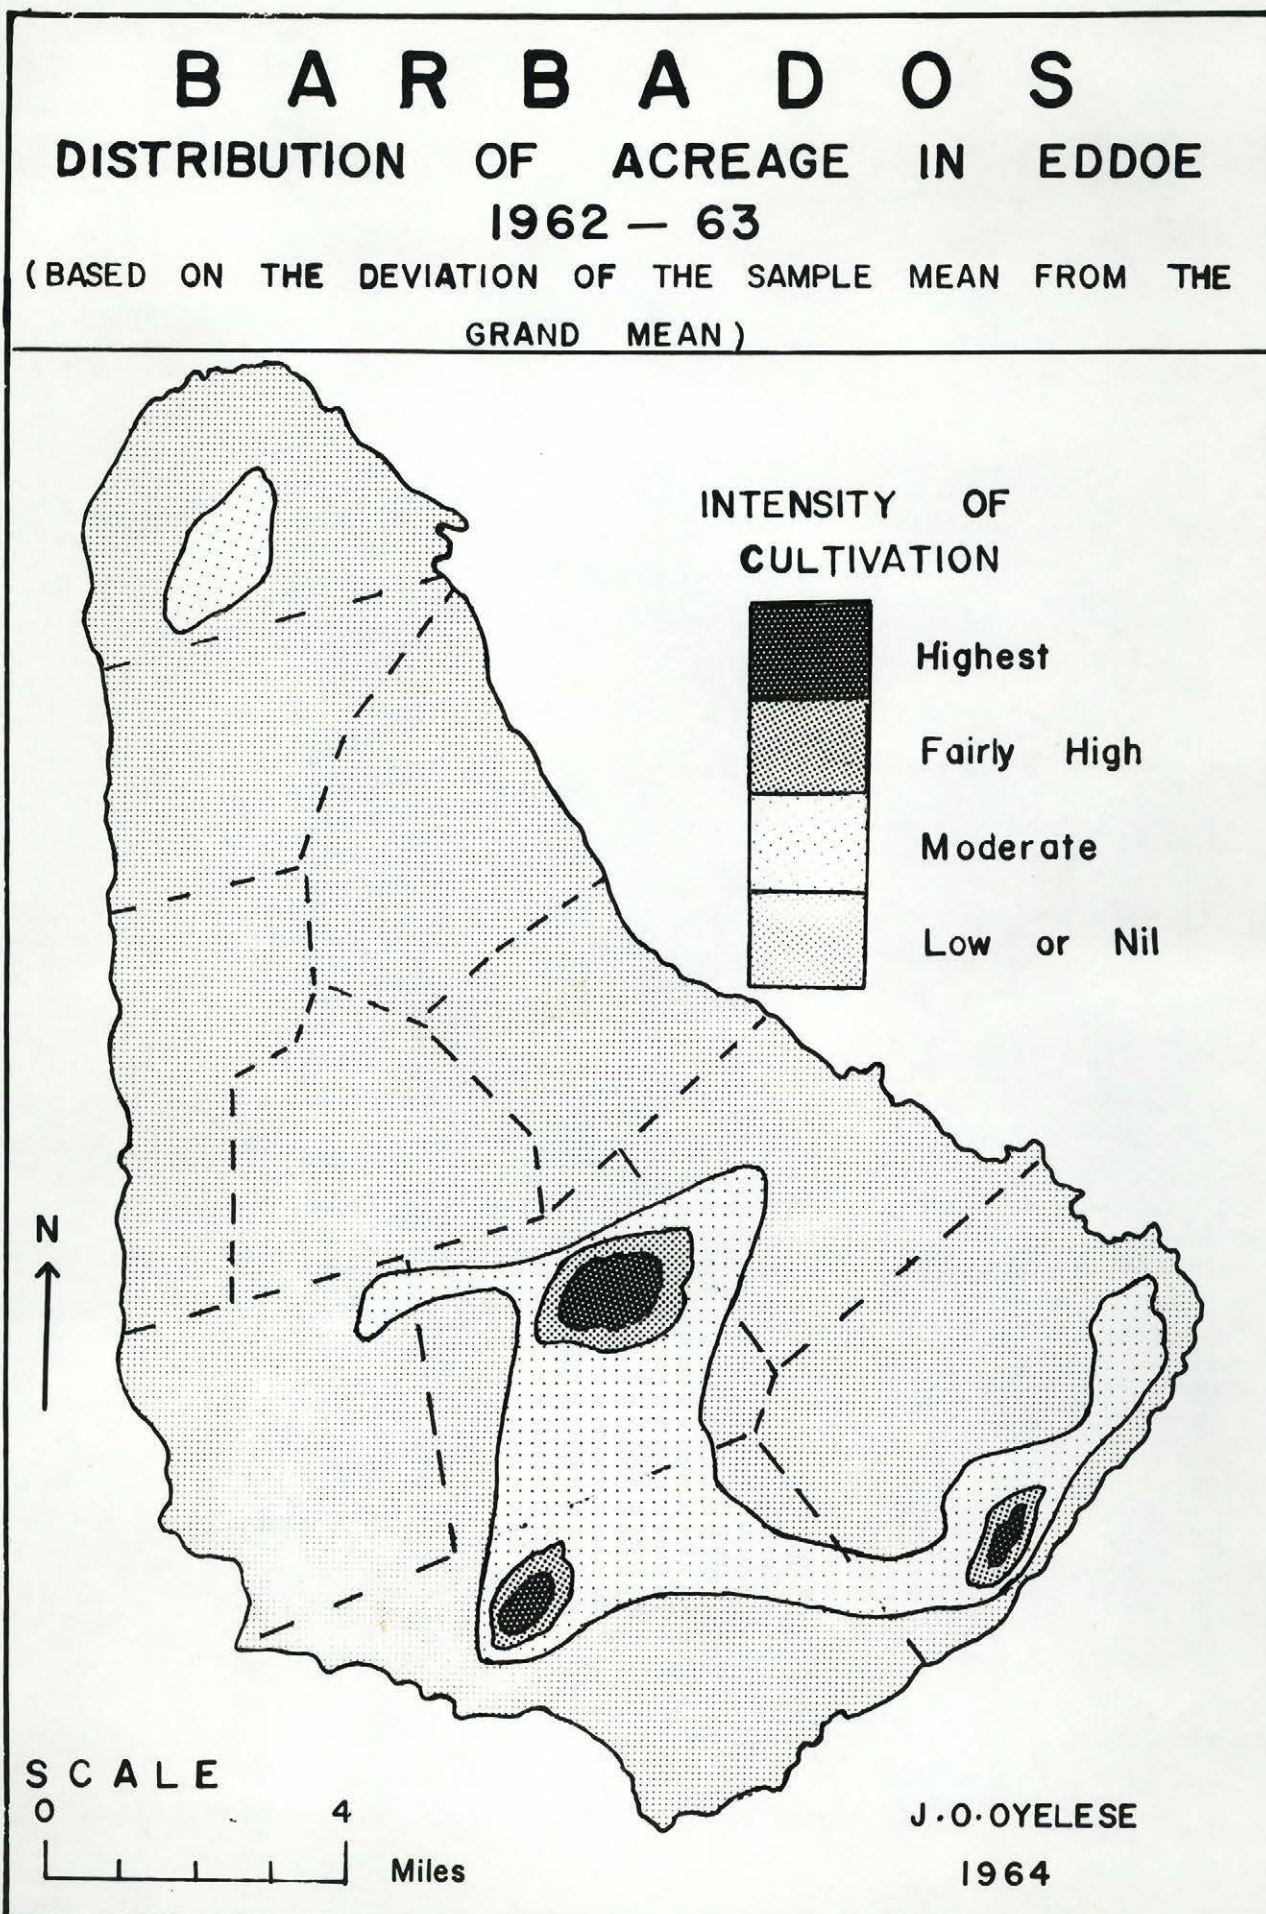 BARBADOS
DISTRIBUTION OF ACREAGE IN EDDOE
1962 — 63
(BASED ON THE DEVIATION OF THE SAMPLE MEAN FROM THE
GRAND MEAN)
INTENSITY OF
CULTIVATION
Highest
Fairly High
Moderate
Low or Nil
N
SCALE
0 4
Miles
J.O.OYELESE
1964